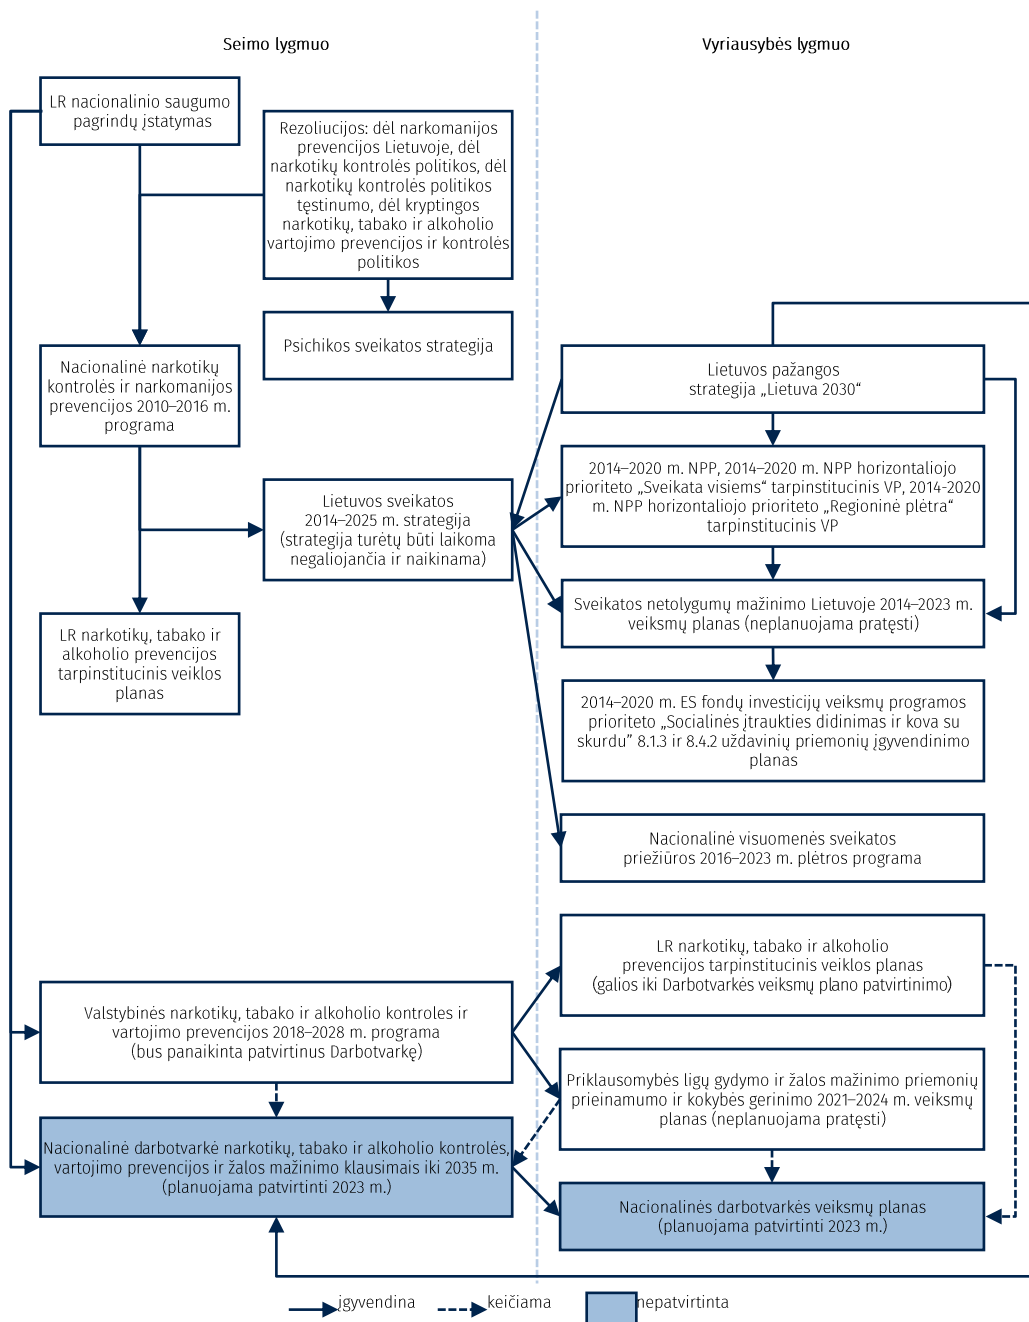 Seimo lygmuo
Vyriausybės lygmuo
LR nacionalinio saugumo
pagrindų įstatymas
Rezoliucijos: dėl narkomanijos
prevencijos Lietuvoje, dėl
narkotikų kontrolės politikos, dėl
narkotikų kontrolės politikos
tęstinumo, dėl kryptingos
narkotikų, tabako ir alkoholio
vartojimo prevencijos ir kontrolės
politikos
Psichikos sveikatos strategija
Nacionalinė narkotikų
kontrolės ir narkomanijos
prevencijos 2010–2016 m.
programa
Lietuvos pažangos
strategija „Lietuva 2030“
2014–2020 m. NPP, 2014–2020 m. NPP horizontaliojo
prioriteto „Sveikata visiems“ tarpinstitucinis VP, 2014-2020
m. NPP horizontaliojo prioriteto „Regioninė plėtra“
tarpinstitucinis VP
Lietuvos sveikatos
2014–2025 m. strategija
(strategija turėtų būti laikoma
negaliojančia ir naikinama)
Sveikatos netolygumų mažinimo Lietuvoje 2014–2023 m.
veiksmų planas (neplanuojama pratęsti)
LR narkotikų, tabako ir
alkoholio prevencijos
tarpinstitucinis veiklos
planas
2014–2020 m. ES fondų investicijų veiksmų programos
prioriteto „Socialinės įtraukties didinimas ir kova su
skurdu” 8.1.3 ir 8.4.2 uždavinių priemonių įgyvendinimo
planas
Nacionalinė visuomenės sveikatos
priežiūros 2016–2023 m. plėtros programa
LR narkotikų, tabako ir alkoholio
prevencijos tarpinstitucinis veiklos planas
(galios iki Darbotvarkės veiksmų plano patvirtinimo)
Valstybinės narkotikų, tabako ir alkoholio kontroles ir
vartojimo prevencijos 2018–2028 m. programa
(bus panaikinta patvirtinus Darbotvarkę)
Priklausomybės ligų gydymo ir žalos mažinimo priemonių
prieinamumo ir kokybės gerinimo 2021–2024 m. veiksmų
planas (neplanuojama pratęsti)
Nacionalinė darbotvarkė narkotikų, tabako ir alkoholio kontrolės,
vartojimo prevencijos ir žalos mažinimo klausimais iki 2035 m.
(planuojama patvirtinti 2023 m.)
Nacionalinės darbotvarkės veiksmų planas
(planuojama patvirtinti 2023 m.)
įgyvendina
keičiama
nepatvirtinta